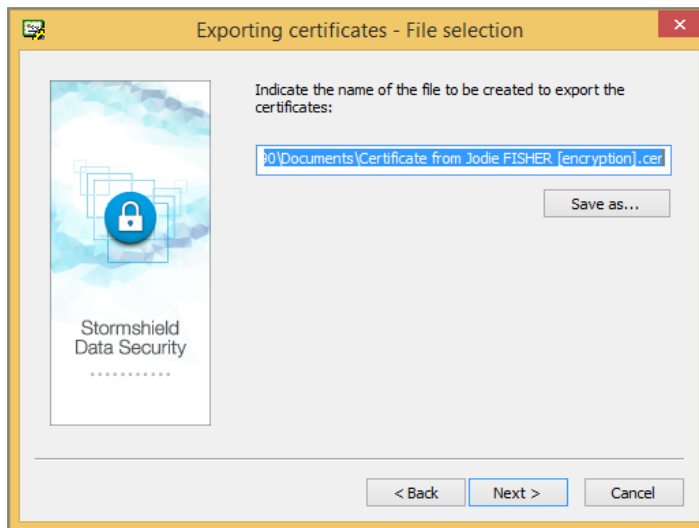 Exporting certificates - File selection
Indicate the name of the file to be created to export the
certificates:
90\Documents\Certificate from Jodie FISHER [encryption].cer
Save as...
Stormshield
Data Security
< Back
Next >
Cancel